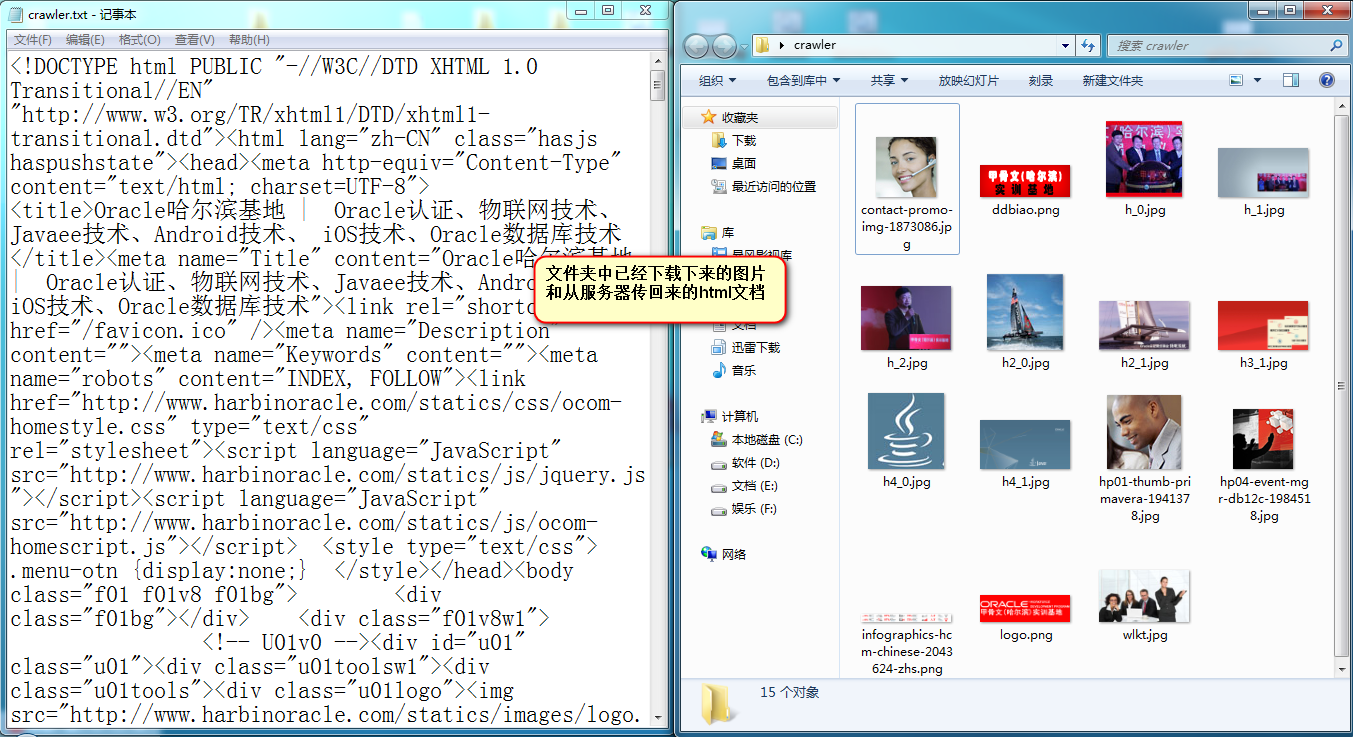 crawler.txt - 记事本
文件(F) 编辑(E) 格式(O) 查看(V) 帮助(H)
<!DOCTYPE html PUBLIC "-//W3C//DTD XHTML 1.0
Transitional//EN"
"http://www.w3.org/TR/xhtml1/DTD/xhtml1-
transitional.dtd"><html lang="zh-CN" class="hasjs
haspushstate"><head><meta http-equiv="Content-Type"
content="text/html; charset=UTF-8">
<title>Oracle哈尔滨基地 | Oracle认证、物联网技术、
Javaee技术、Android技术、 iOS技术、Oracle数据库技术
</title><meta name="Title" content="Oracle哈尔滨基地
| Oracle认证、物联网技术、Javaee技术、Andro
iOS技术、Oracle数据库技术"><link rel="short
href="/favicon.ico" /><meta name="Description"
content=""><meta name="Keywords" content=""><meta
name="robots" content="INDEX, FOLLOW"><link
href="http://www.harbinoracle.com/statics/css/ocom-
homestyle.css" type="text/css"
rel="stylesheet"><script language="JavaScript"
src="http://www.harbinoracle.com/statics/js/jquery.js
"></script><script language="JavaScript"
src="http://www.harbinoracle.com/statics/js/ocom-
homescript.js"></script> <style type="text/css">
.menu-otn {display:none;} </style></head><body
class="f01 f01v8 f01bg"> <div
class="f01bg"></div> <div class="f01v8w1">
<!-- U01v0 --><div id="u01"
class="u01"><div class="u01toolsw1"><div
class="u01tools"><div class="u01logo"><img
src="http://www.harbinoracle.com/statics/images/logo.
文件夹中已经下载下来的图片
和从服务器传回来的html文档
crawler
搜索 crawler
组织 包含到库中 共享 放映幻灯片 刻录 新建文件夹
收藏夹
下载
桌面
最近访问的位置
库
暴风影视库
文档
迅雷下载
音乐
计算机
本地磁盘 (C:)
软件 (D:)
文档 (E:)
娱乐 (F:)
网络
contact-promo-
img-1873086.jp
g
甲骨文(哈尔滨)
实训基地
ddbiao.png
h_0.jpg
h_1.jpg
h_2.jpg
h2_0.jpg
h2_1.jpg
h3_1.jpg
h4_0.jpg
h4_1.jpg
hp01-thumb-pri
mavera-194137
8.jpg
hp04-event-mg
r-db12c-198451
8.jpg
infographics-hc
m-chinese-2043
624-zhs.png
ORACLE
甲骨文(哈尔滨)实训基地
logo.png
wlkt.jpg
15 个对象